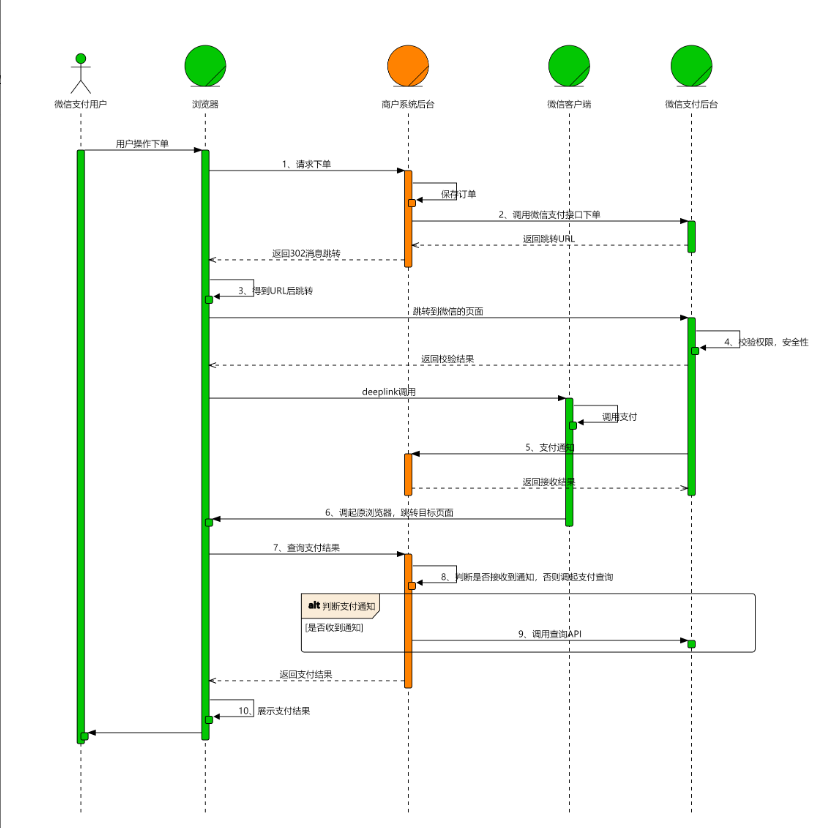 微信支付用户
浏览器
商户系统后台
微信客户端
微信支付后台
用户操作下单
1、请求下单
保存订单
2、调用微信支付接口下单
返回跳转URL
返回302消息跳转
3、得到URL后跳转
跳转到微信的页面
4、校验权限，安全性
返回校验结果
deeplink调用
调用支付
5、支付通知
返回接收结果
6、调起原浏览器，跳转目标页面
7、查询支付结果
8、判断是否接收到通知，否则调起支付查询
alt 判断支付通知
[是否收到通知]
9、调用查询API
返回支付结果
10、展示支付结果